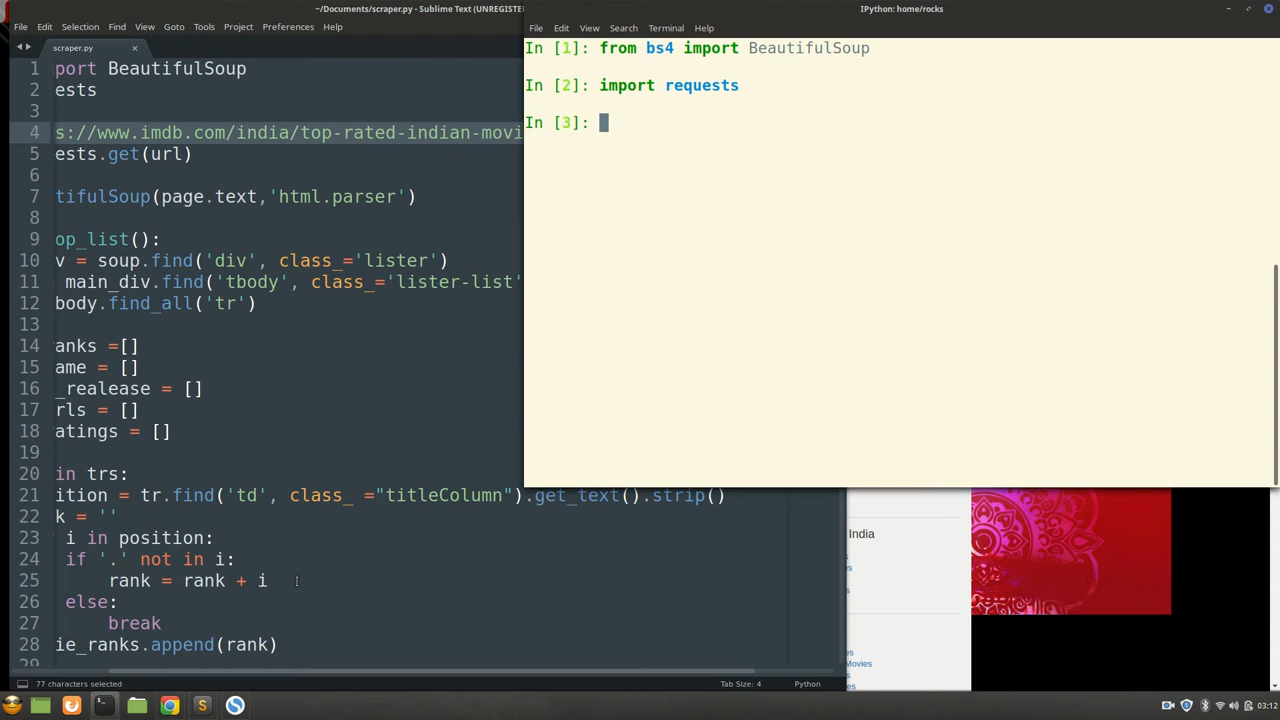 ~/Documents/scraper.py - Sublime Text (UNREGISTER
File Edit Selection Find View Goto Tools Project Preferences Help
scraper.py ×
1 port BeautifulSoup
2 ests
3
4 s://www.imdb.com/india/top-rated-indian-movi
5 ests.get(url)
6
7 tifulSoup(page.text,'html.parser')
8
9 op_list():
10 v = soup.find('div', class_='lister')
11 main_div.find('tbody', class_='lister-list'
12 body.find_all('tr')
13
14 anks =[]
15 ame = []
16 _realease = []
17 rls = []
18 atings = []
19
20 in trs:
21 ition = tr.find('td', class_ ="titleColumn").get_text().strip()
22 k = ''
23 i in position:
24 if '.' not in i:
25 rank = rank + i
26 else:
27 break
28 ie_ranks.append(rank)
29
77 characters selected
Tab Size: 4
Python
IPython: home/rocks
File Edit View Search Terminal Help
In [1]: from bs4 import BeautifulSoup
In [2]: import requests
In [3]:
India
s
es
s
es
Movies
s
es
03:12